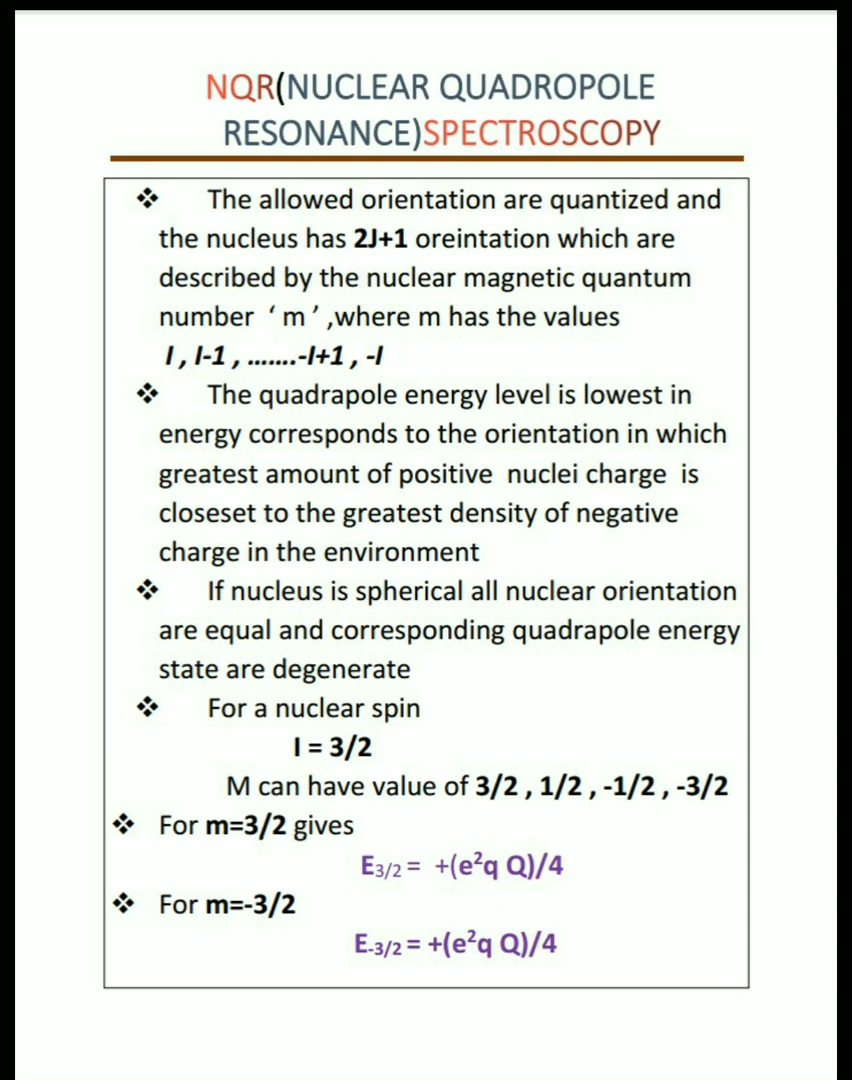 NQR(NUCLEAR QUADROPOLE
RESONANCE)SPECTROSCOPY
❖ The allowed orientation are quantized and
the nucleus has 2J+1 oreintation which are
described by the nuclear magnetic quantum
number ‘ m ’ ,where m has the values
I , I-1 , …….-I+1 , -I
❖ The quadrapole energy level is lowest in
energy corresponds to the orientation in which
greatest amount of positive nuclei charge is
closeset to the greatest density of negative
charge in the environment
❖ If nucleus is spherical all nuclear orientation
are equal and corresponding quadrapole energy
state are degenerate
❖ For a nuclear spin
I = 3/2
M can have value of 3/2 , 1/2 , -1/2 , -3/2
❖ For m=3/2 gives
E3/2 = +(e²q Q)/4
❖ For m=-3/2
E-3/2 = +(e²q Q)/4